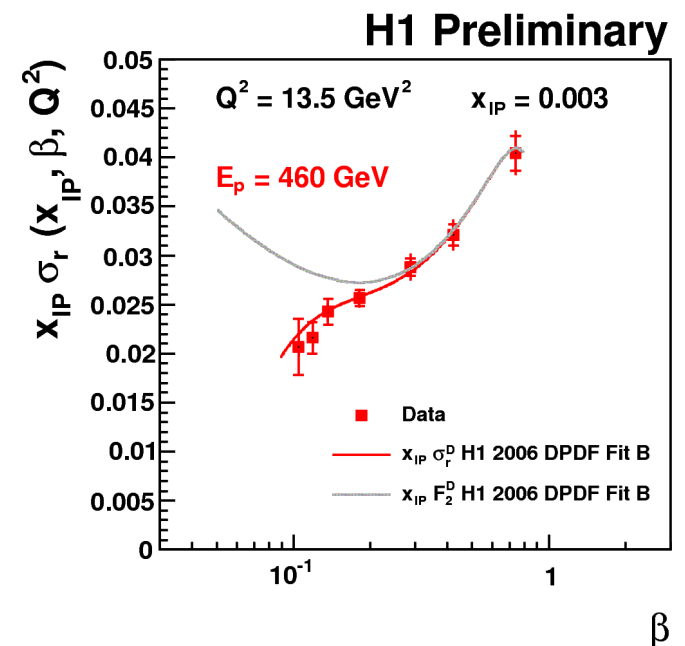 H1 Preliminary
x_IP σ_r (x_IP, β, Q²)
0.05
0.045
0.04
0.035
0.03
0.025
0.02
0.015
0.01
0.005
0
Q² = 13.5 GeV²
x_IP = 0.003
E_p = 460 GeV
Data
x_IP σ_r^D H1 2006 DPDF Fit B
x_IP F_2^D H1 2006 DPDF Fit B
10⁻¹
1
β